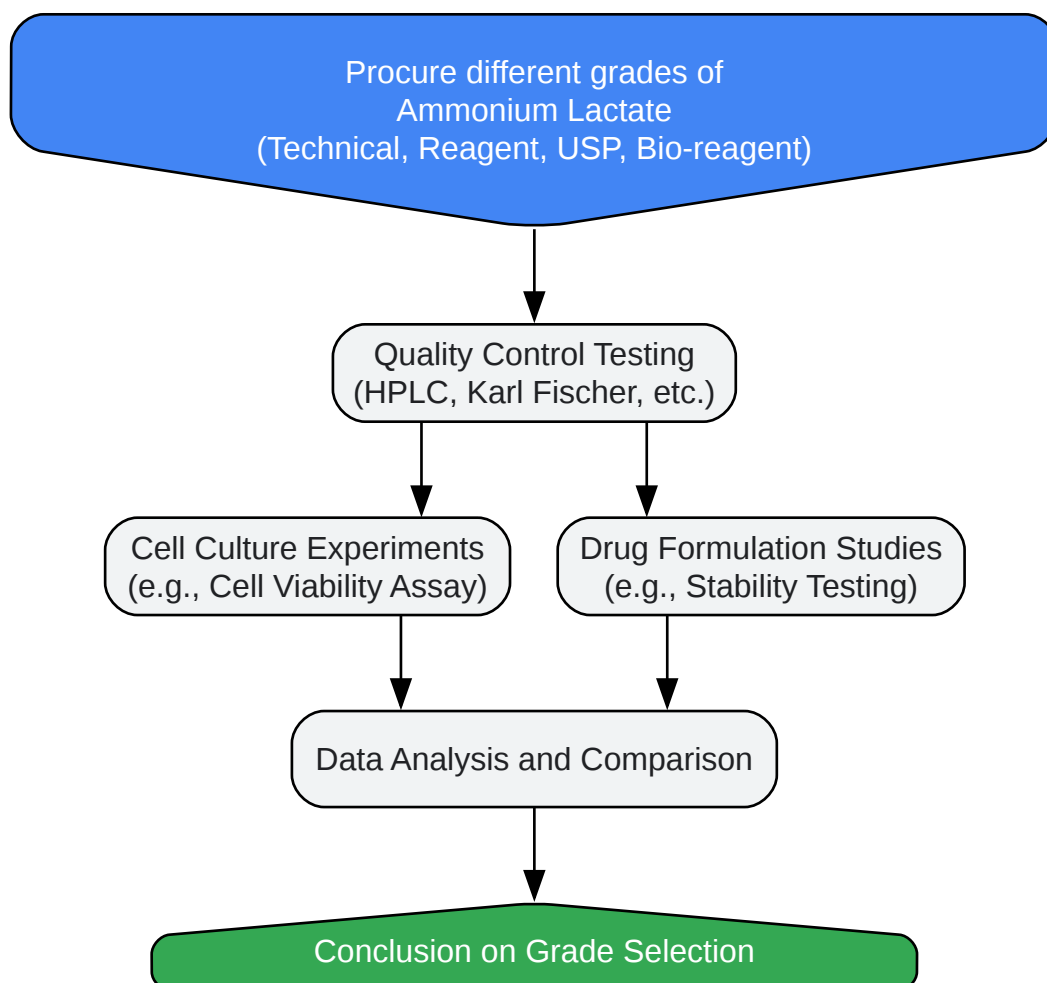 Procure different grades of
Ammonium Lactate
(Technical, Reagent, USP, Bio-reagent)
Quality Control Testing
(HPLC, Karl Fischer, etc.)
Cell Culture Experiments
(e.g., Cell Viability Assay)
Drug Formulation Studies
(e.g., Stability Testing)
Data Analysis and Comparison
Conclusion on Grade Selection